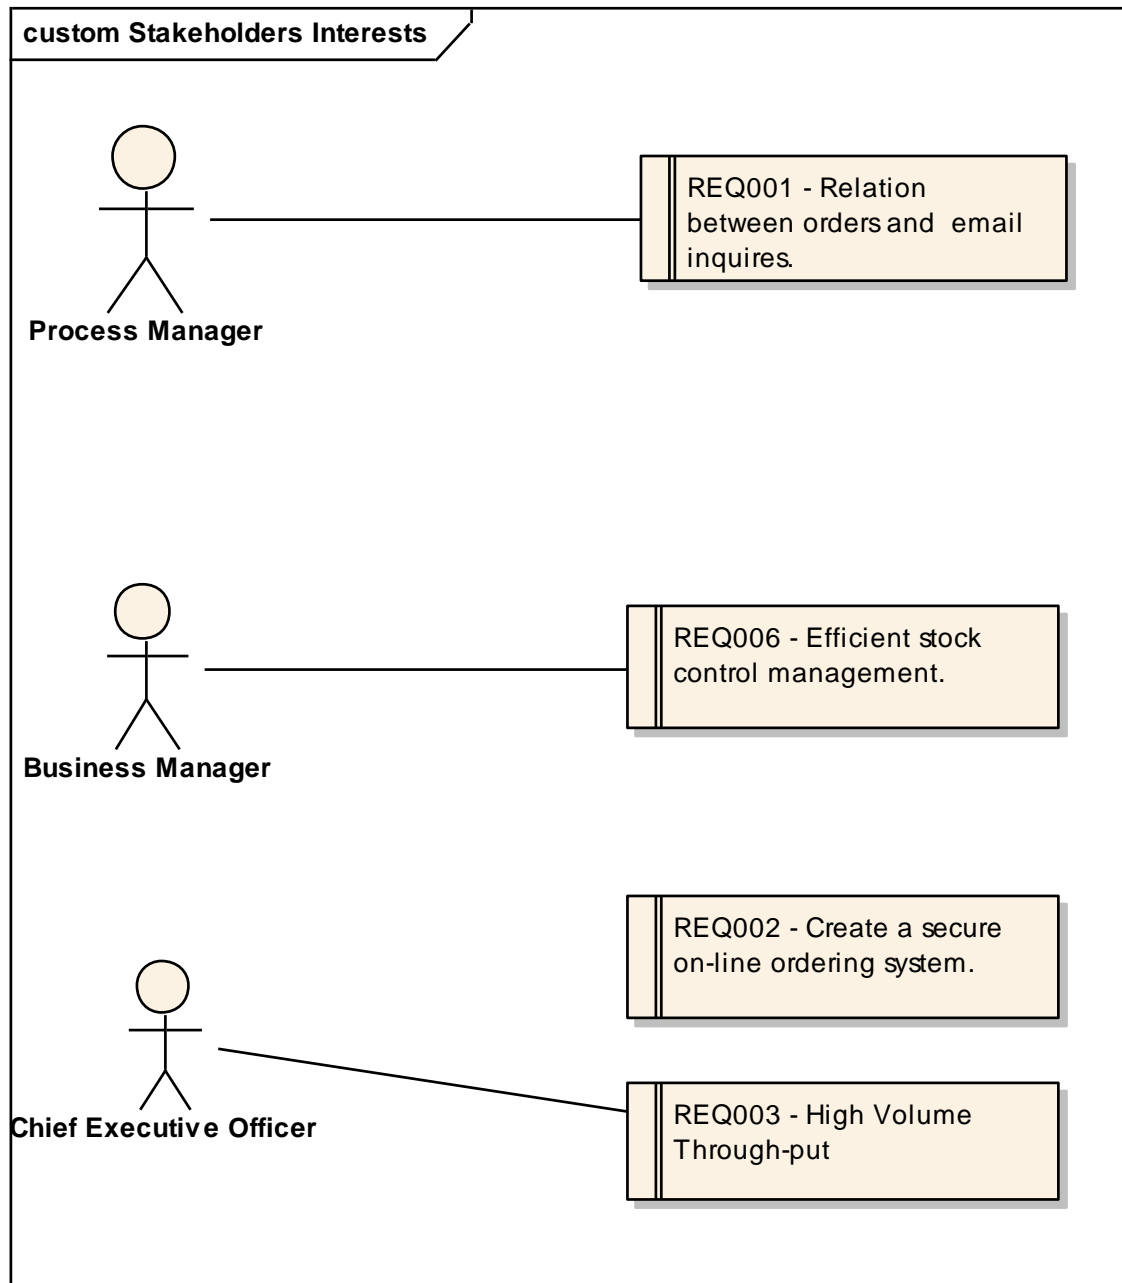 custom Stakeholders Interests
REQ001 - Relation
between orders and email
inquires.
Process Manager
REQ006 - Efficient stock
control management.
Business Manager
REQ002 - Create a secure
on-line ordering system.
REQ003 - High Volume
Through-put
Chief Executive Officer